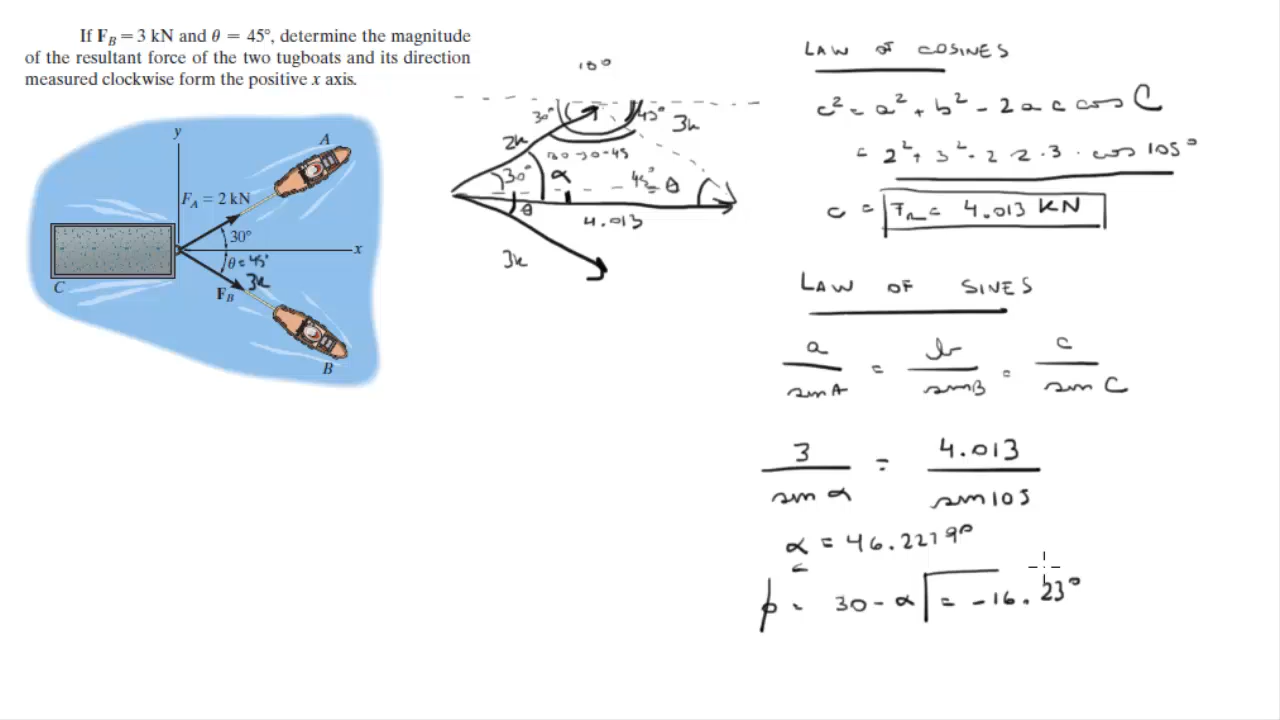 If F_B = 3 kN and θ = 45°, determine the magnitude
of the resultant force of the two tugboats and its direction
measured clockwise form the positive x axis.
y
A
F_A = 2 kN
30°
x
θ = 45°
C
F_B 3k
B
180
30° 45° 3k
2k
180-30-45
30° α 45° = θ
θ 4.013
3k
LAW OF COSINES
c² = a² + b² - 2 a c cos C
= 2² + 3² - 2 2 · 3 · cos 105°
c = F_R = 4.013 KN
LAW OF SINES
a / sin A = b / sin B = c / sin C
3 / sin α = 4.013 / sin 105
α = 46.2219°
ϕ = 30 - α = -16.23°